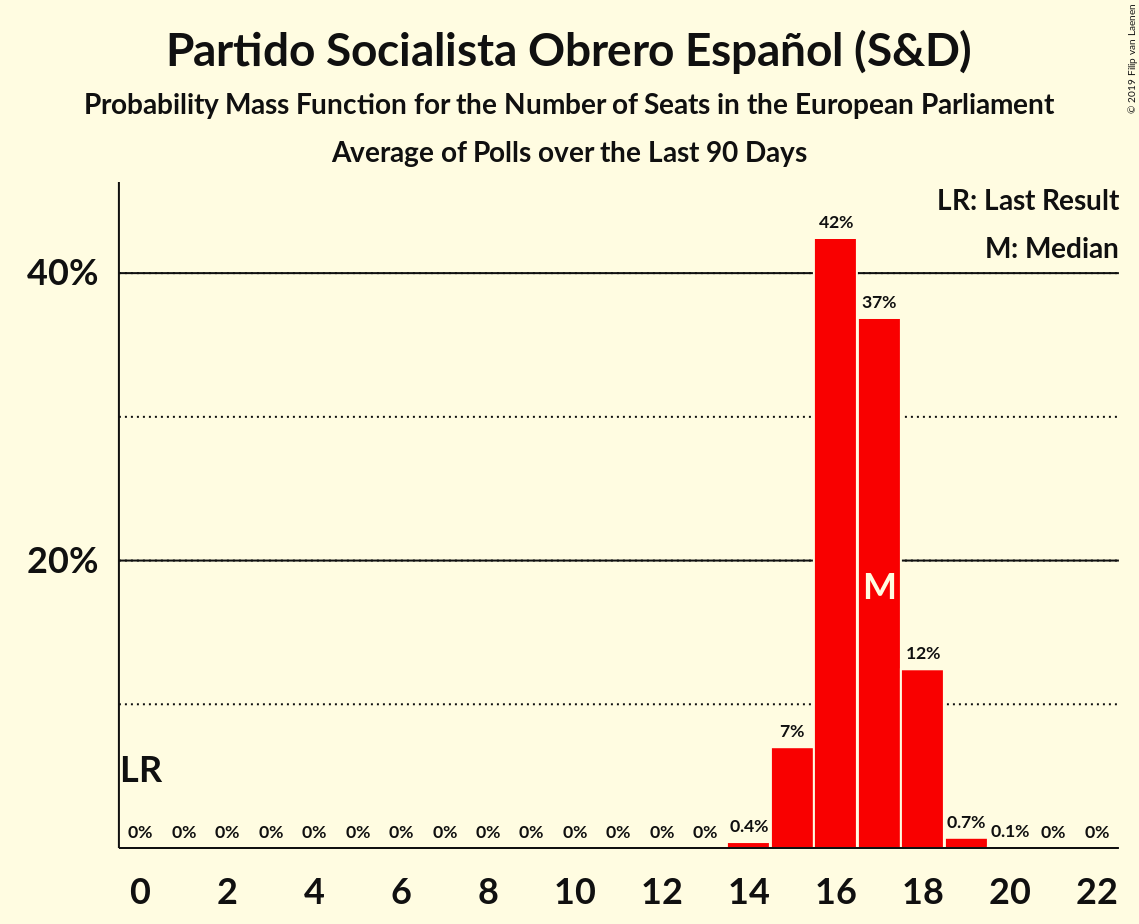 Partido Socialista Obrero Español (S&D)
Probability Mass Function for the Number of Seats in the European Parliament
Average of Polls over the Last 90 Days
© 2019 Filip van Laenen
LR: Last Result
M: Median
42%
40%
37%
20%
M
12%
7%
LR
0% 0% 0% 0% 0% 0% 0% 0% 0% 0% 0% 0% 0% 0% 0.4% 0.7% 0.1% 0% 0%
0 2 4 6 8 10 12 14 16 18 20 22